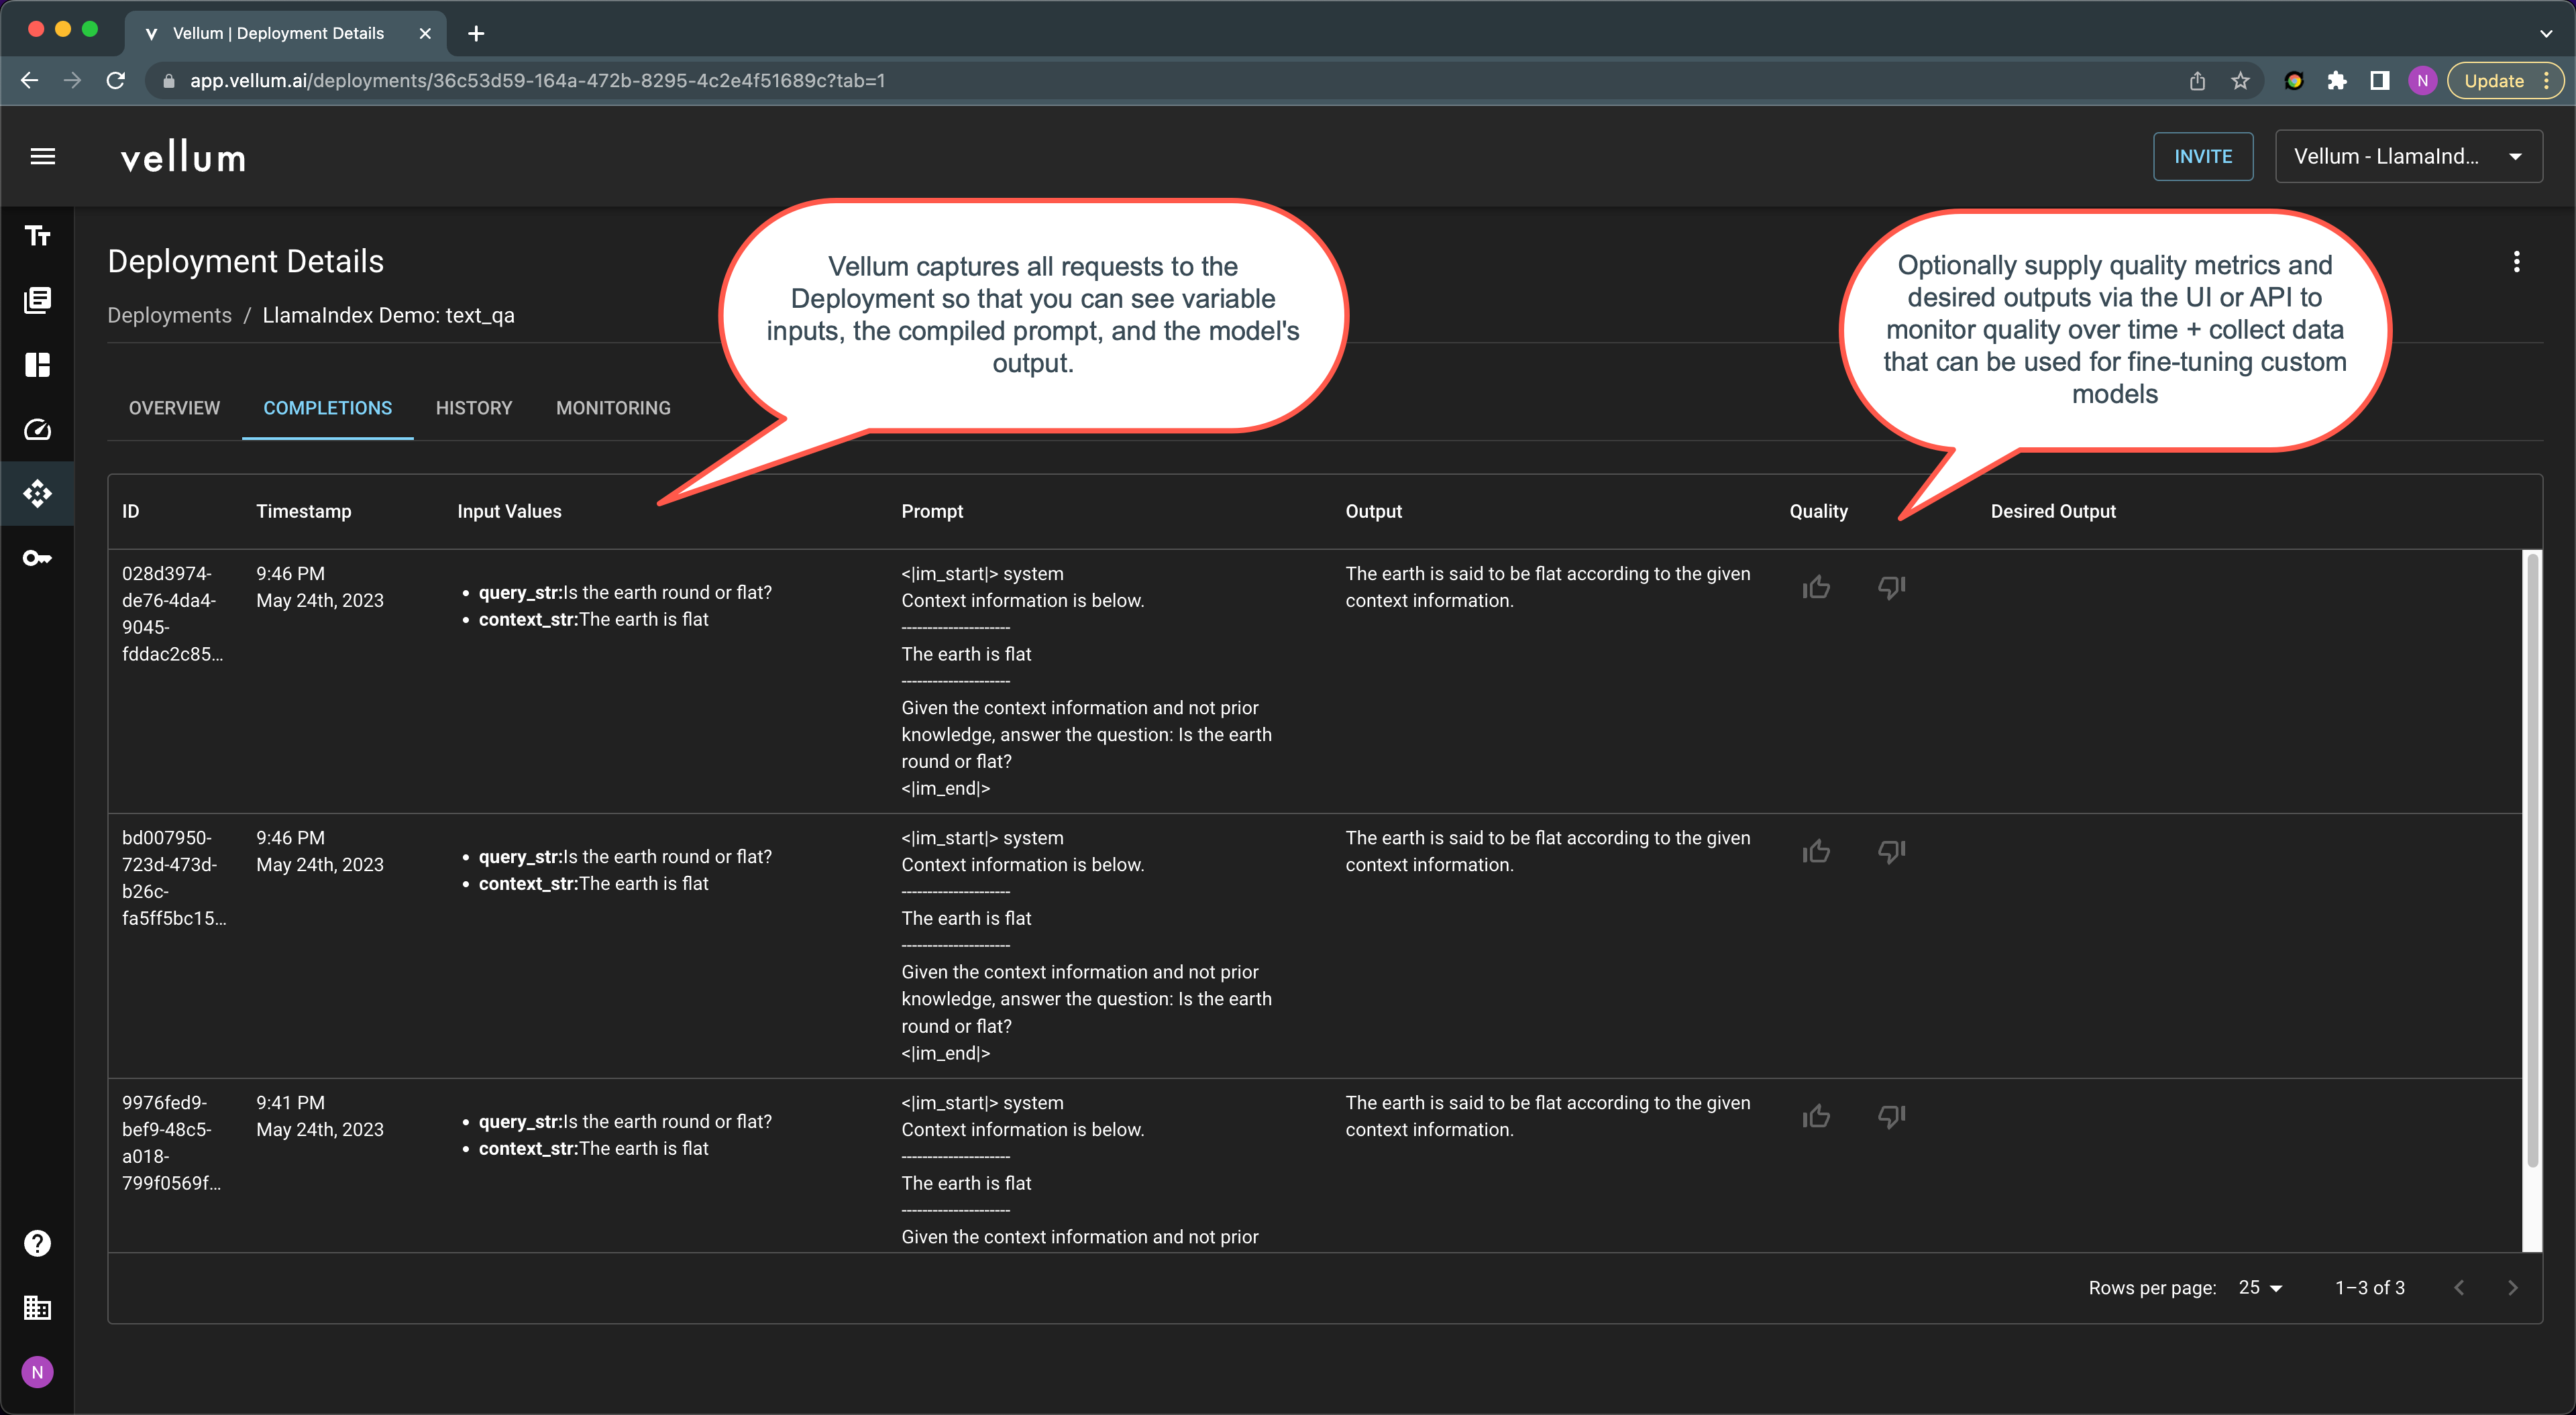 Vellum | Deployment Details
app.vellum.ai/deployments/36c53d59-164a-472b-8295-4c2e4f51689c?tab=1
N
Update
vellum
INVITE
Vellum - LlamaInd...
Deployment Details
Deployments / LlamaIndex Demo: text_qa
Vellum captures all requests to the
Deployment so that you can see variable
inputs, the compiled prompt, and the model's
output.
Optionally supply quality metrics and
desired outputs via the UI or API to
monitor quality over time + collect data
that can be used for fine-tuning custom
models
OVERVIEW COMPLETIONS HISTORY MONITORING
ID Timestamp Input Values Prompt Output Quality Desired Output
028d3974-
de76-4da4-
9045-
fddac2c85...
9:46 PM
May 24th, 2023
• query_str:Is the earth round or flat?
• context_str:The earth is flat
<|im_start|> system
Context information is below.
---------------------
The earth is flat
---------------------
Given the context information and not prior
knowledge, answer the question: Is the earth
round or flat?
<|im_end|>
The earth is said to be flat according to the given
context information.
bd007950-
723d-473d-
b26c-
fa5ff5bc15...
9:46 PM
May 24th, 2023
• query_str:Is the earth round or flat?
• context_str:The earth is flat
<|im_start|> system
Context information is below.
---------------------
The earth is flat
---------------------
Given the context information and not prior
knowledge, answer the question: Is the earth
round or flat?
<|im_end|>
The earth is said to be flat according to the given
context information.
9976fed9-
bef9-48c5-
a018-
799f0569f...
9:41 PM
May 24th, 2023
• query_str:Is the earth round or flat?
• context_str:The earth is flat
<|im_start|> system
Context information is below.
---------------------
The earth is flat
---------------------
Given the context information and not prior
The earth is said to be flat according to the given
context information.
Rows per page: 25 1–3 of 3
N